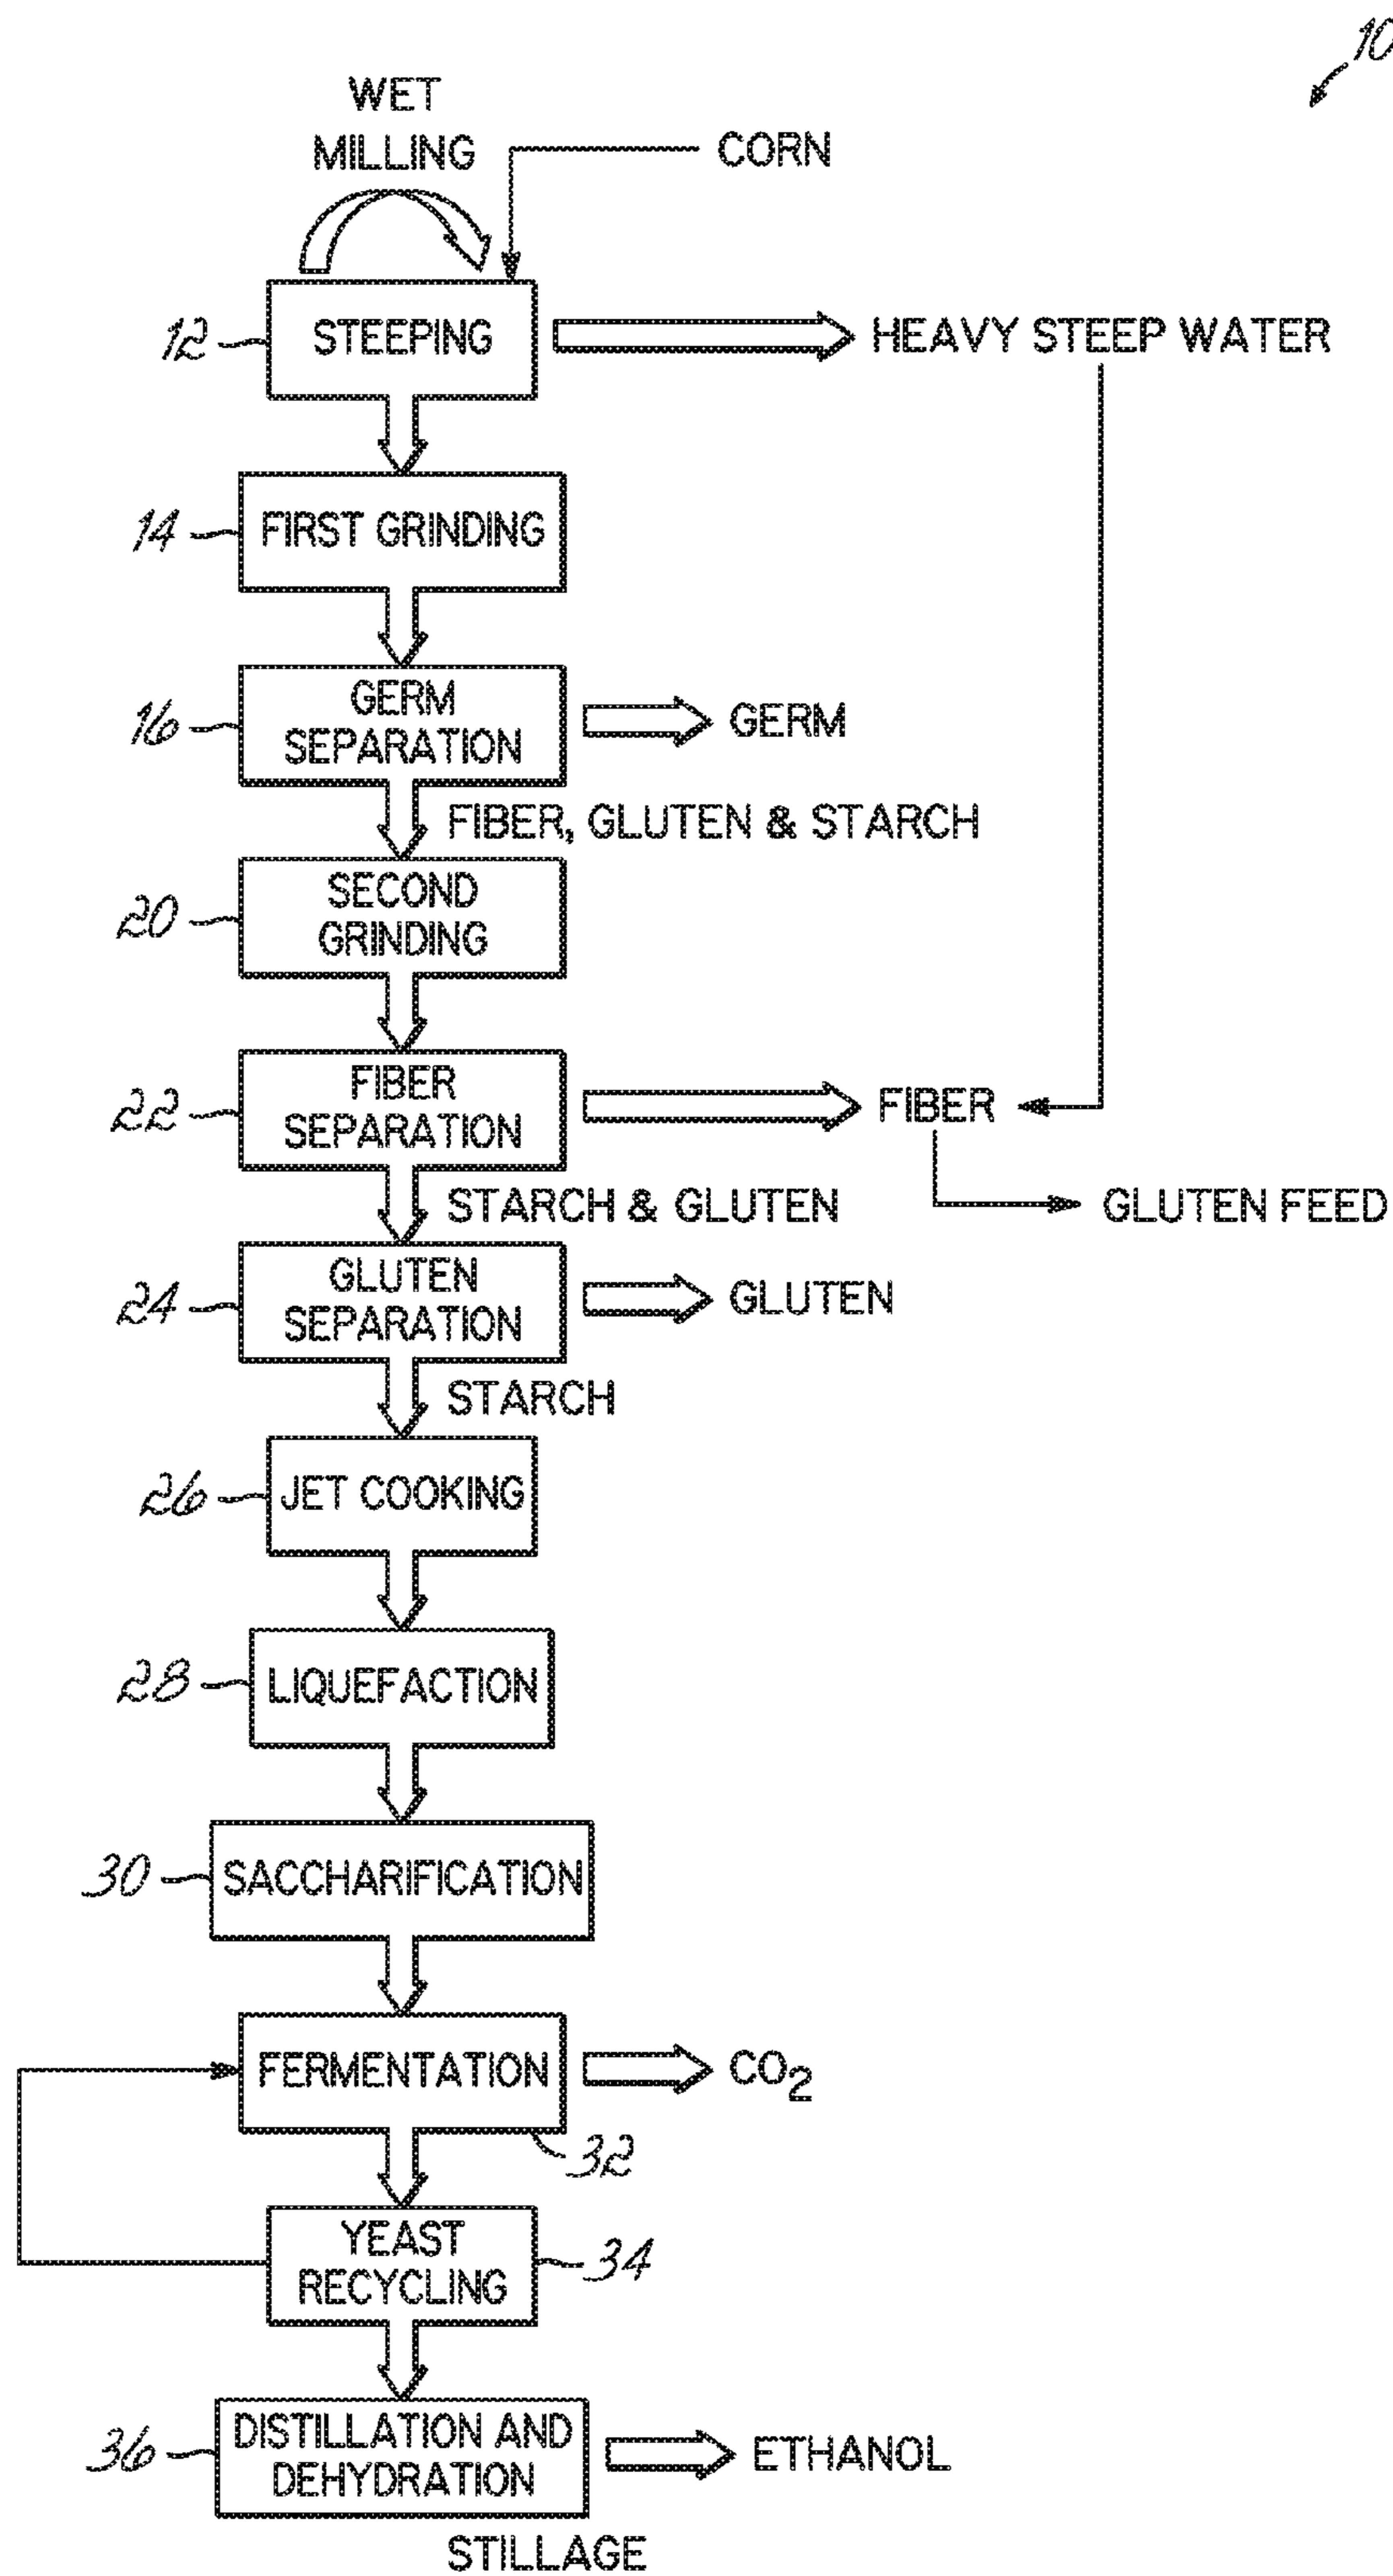 10
WET
MILLING
CORN
12
STEEPING
HEAVY STEEP WATER
14
FIRST GRINDING
16
GERM
SEPARATION
GERM
FIBER, GLUTEN & STARCH
20
SECOND
GRINDING
22
FIBER
SEPARATION
FIBER
STARCH & GLUTEN
GLUTEN FEED
24
GLUTEN
SEPARATION
GLUTEN
STARCH
26
JET COOKING
28
LIQUEFACTION
30
SACCHARIFICATION
FERMENTATION
CO2
32
YEAST
RECYCLING
34
36
DISTILLATION AND
DEHYDRATION
ETHANOL
STILLAGE